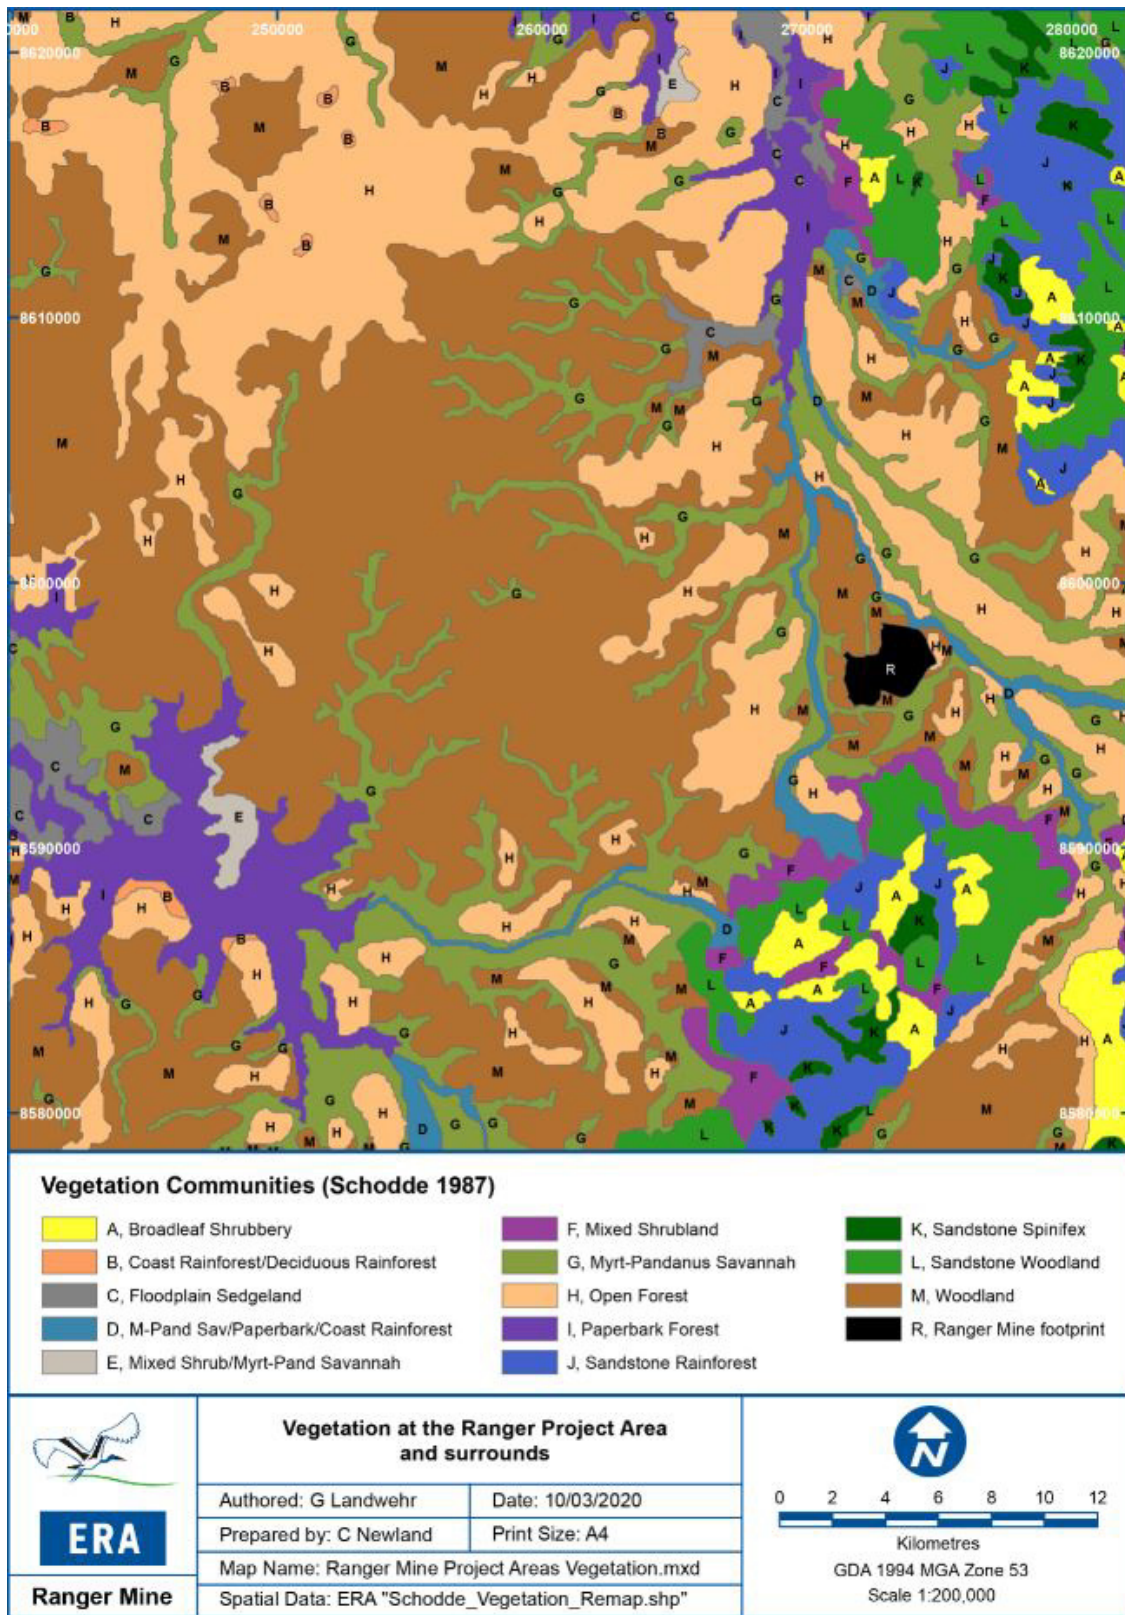 250000 260000 270000 280000
8620000 8620000
8610000 8610000
8600000 8600000
8590000 8590000
8580000 8580000
Vegetation Communities (Schodde 1987)
A, Broadleaf Shrubbery
B, Coast Rainforest/Deciduous Rainforest
C, Floodplain Sedgeland
D, M-Pand Sav/Paperbark/Coast Rainforest
E, Mixed Shrub/Myrt-Pand Savannah
F, Mixed Shrubland
G, Myrt-Pandanus Savannah
H, Open Forest
I, Paperbark Forest
J, Sandstone Rainforest
K, Sandstone Spinifex
L, Sandstone Woodland
M, Woodland
R, Ranger Mine footprint
ERA
Ranger Mine
Vegetation at the Ranger Project Area
and surrounds
Authored: G Landwehr
Date: 10/03/2020
Prepared by: C Newland
Print Size: A4
Map Name: Ranger Mine Project Areas Vegetation.mxd
Spatial Data: ERA "Schodde_Vegetation_Remap.shp"
N
0 2 4 6 8 10 12
Kilometres
GDA 1994 MGA Zone 53
Scale 1:200,000